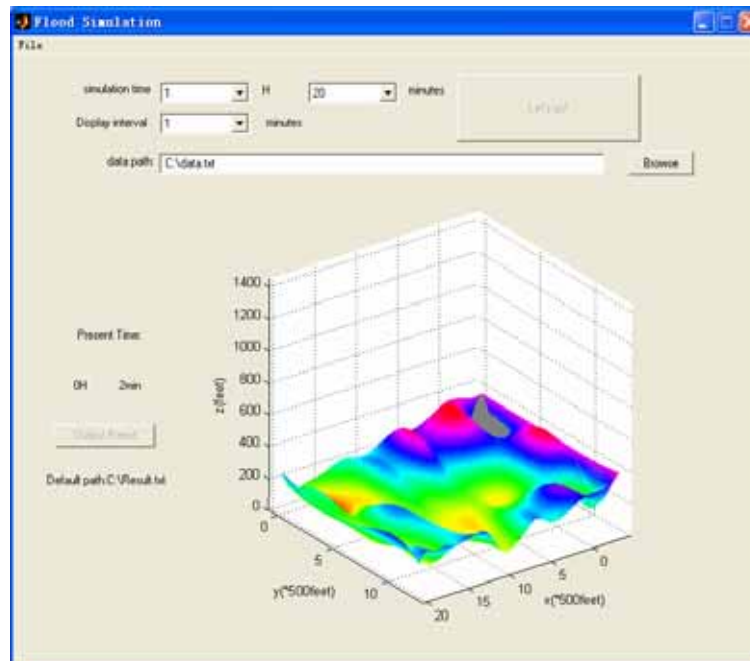 Flood Simulation
File
simulation time 1 H 20 minutes
Display interval 1 minutes
data path: C:\data.txt Browse
1400
1200
1000
800
600
400
200
0
z(feet)
Present Time:
0H 2min
Default path:C:\Result.txt
0
5
10
y(*500feet)
20
15
10
5
0
x(*500feet)